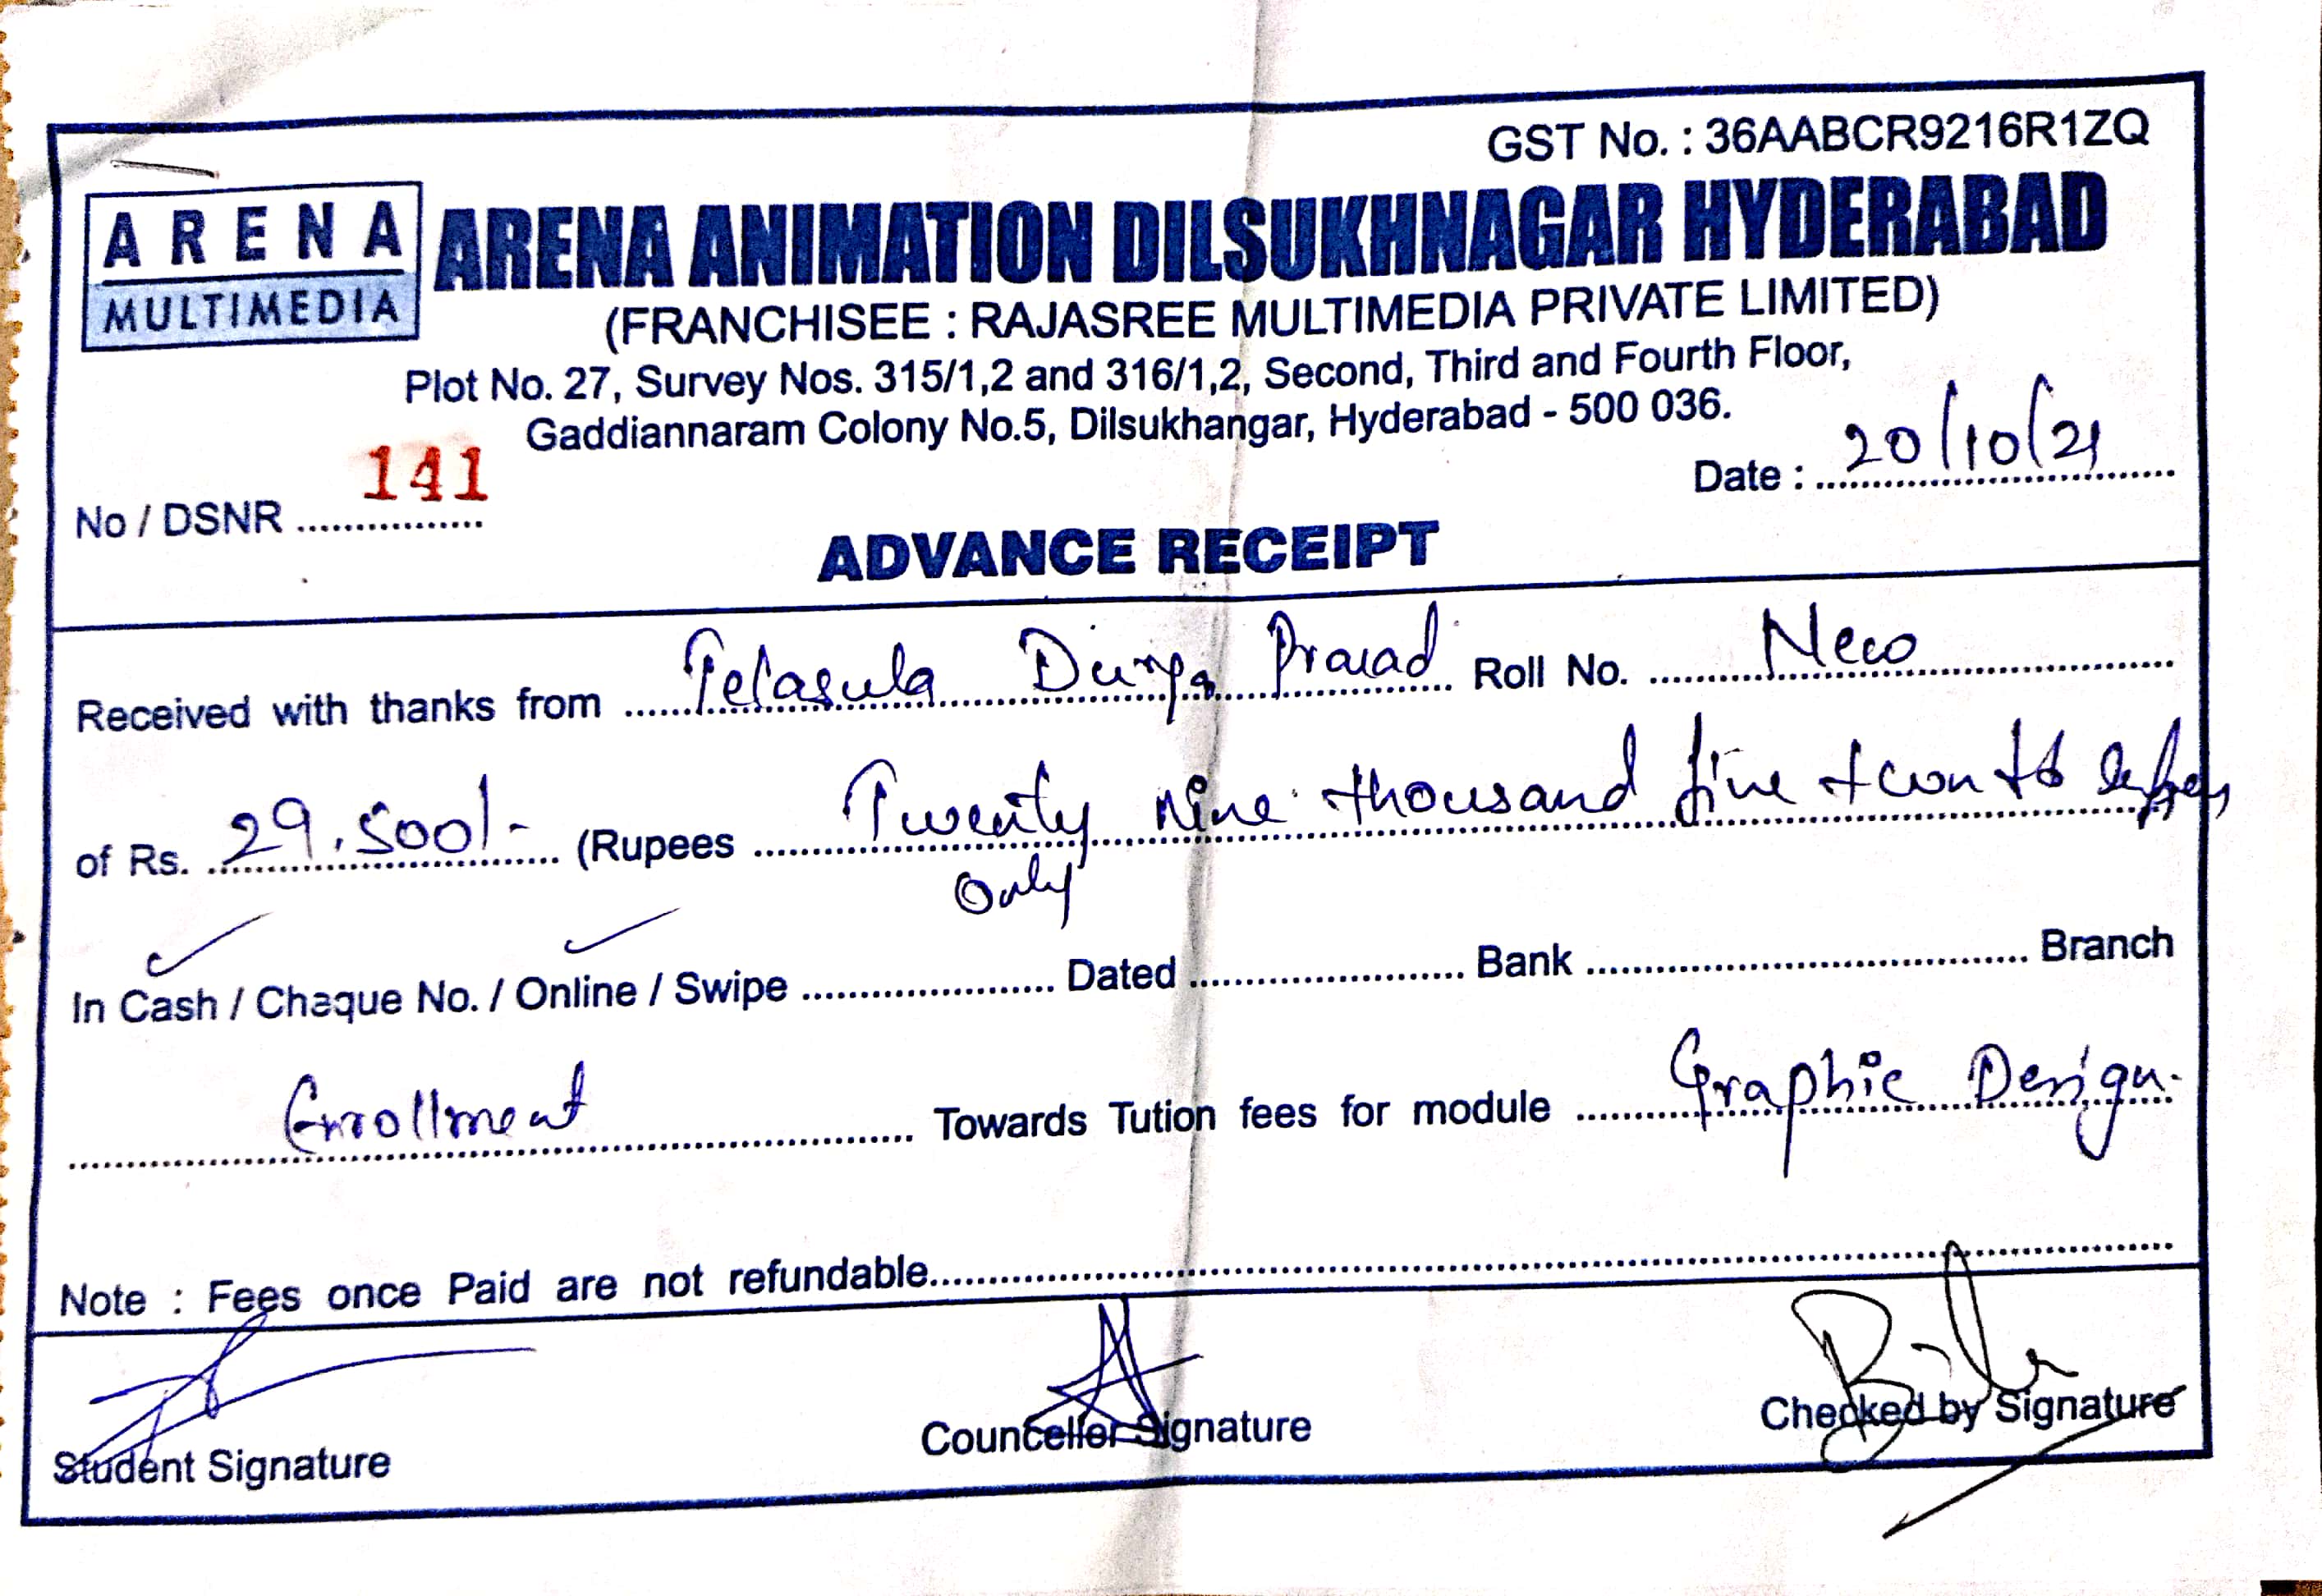 GST No. : 36AABCR9216R1ZQ
ARENA
MULTIMEDIA
ARENA ANIMATION DILSUKHNAGAR HYDERABAD
(FRANCHISEE : RAJASREE MULTIMEDIA PRIVATE LIMITED)
Plot No. 27, Survey Nos. 315/1,2 and 316/1,2, Second, Third and Fourth Floor,
Gaddiannaram Colony No.5, Dilsukhangar, Hyderabad - 500 036.
No / DSNR 141 Date : 20/10/21
ADVANCE RECEIPT
Received with thanks from Durga Prasad Roll No. New
of Rs. 29,500/- (Rupees Twenty Nine thousand five
only
In Cash / Chaque No. / Online / Swipe Dated Bank Branch
Enrollment Towards Tution fees for module Graphic Design.
Note : Fees once Paid are not refundable
Student Signature Counceller Signature Checked by Signature